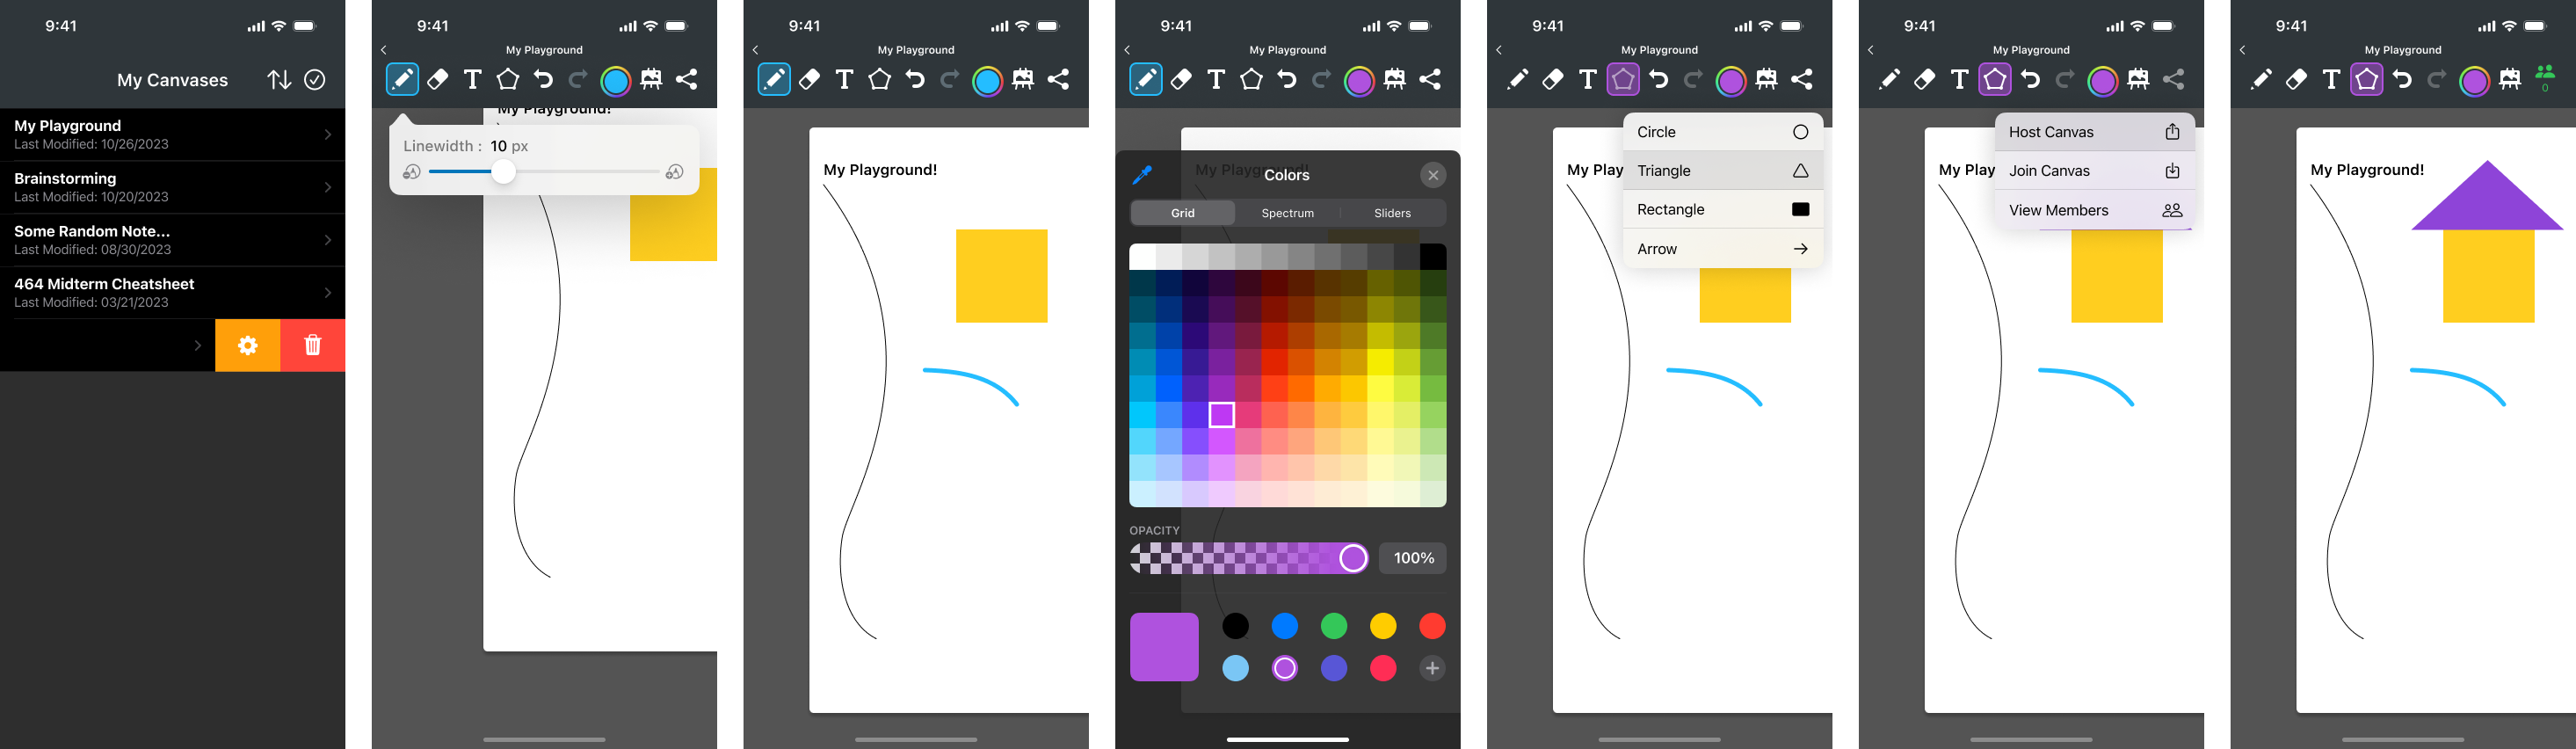 9:41
My Canvases
My Playground
Last Modified: 10/26/2023
Brainstorming
Last Modified: 10/20/2023
Some Random Note...
Last Modified: 08/30/2023
464 Midterm Cheatsheet
Last Modified: 03/21/2023
9:41
My Playground
T
My Playground!
Linewidth : 10 px
9:41
My Playground
T
My Playground!
9:41
My Playground
T
My Playground!
Colors
Grid
Spectrum
Sliders
OPACITY
100%
9:41
My Playground
T
My Play
Circle
Triangle
Rectangle
Arrow
9:41
My Playground
T
My Play
Host Canvas
Join Canvas
View Members
9:41
My Playground
T
0
My Playground!